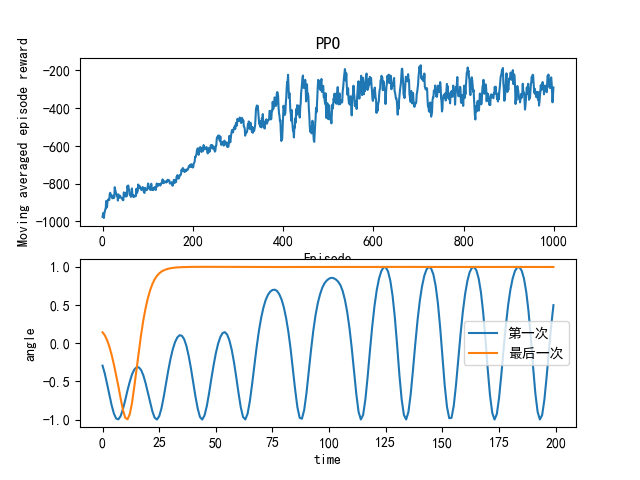 PPO
Moving averaged episode reward
−200
−400
−600
−800
−1000
0 200 400 600 800 1000
Episode
angle
1.0
0.5
0.0
−0.5
−1.0
第一次
最后一次
0 25 50 75 100 125 150 175 200
time